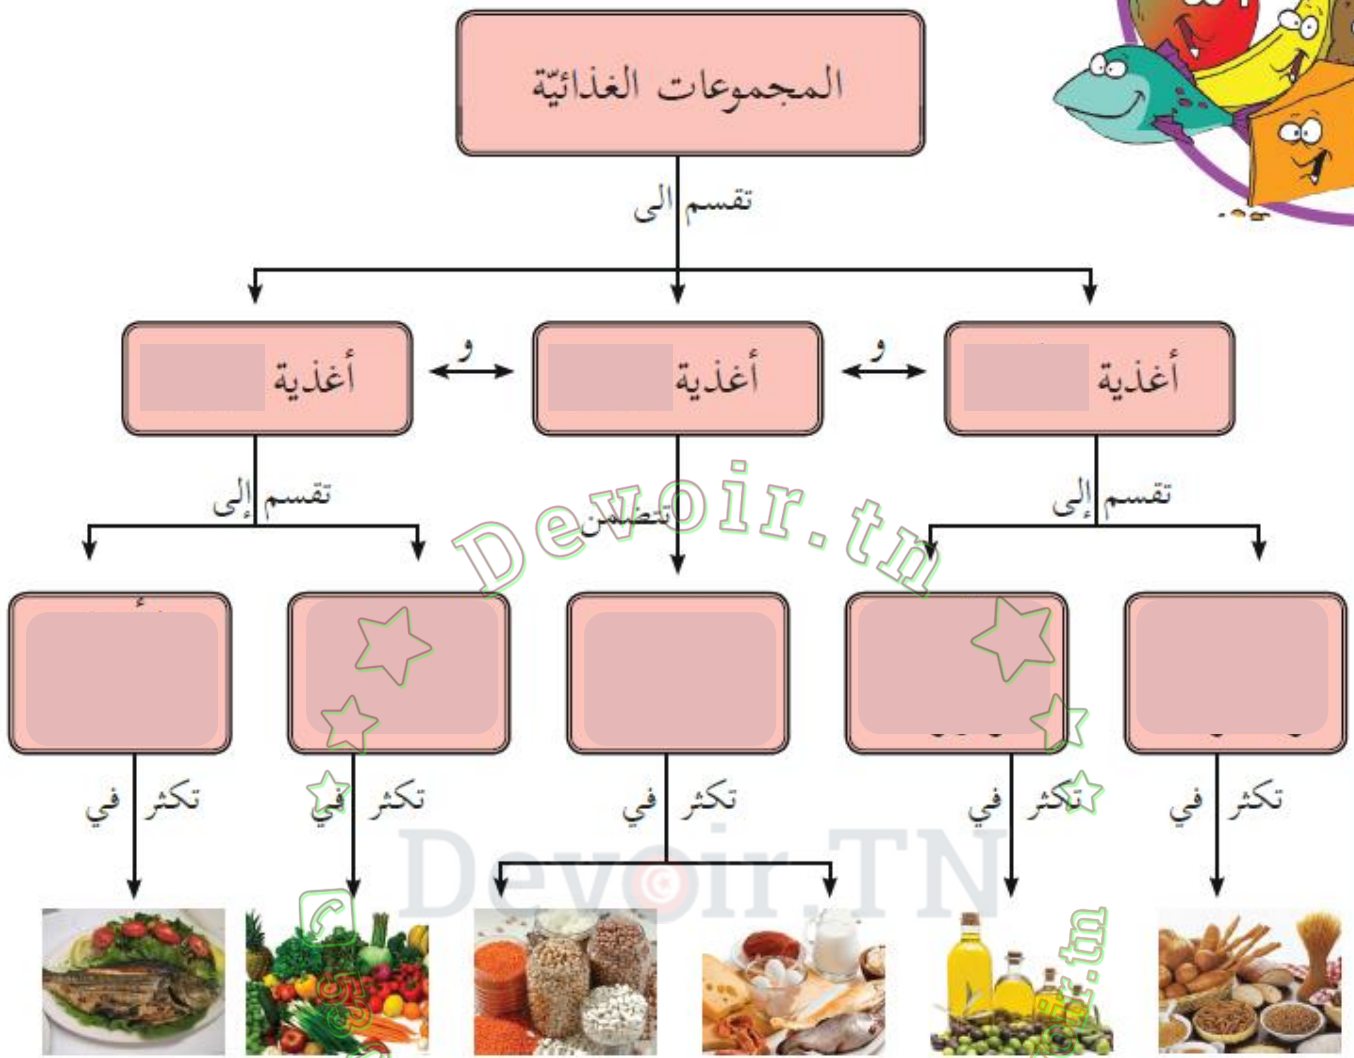 المجموعات الغذائيّة
تقسم الى
أغذية
و
أغذية
و
أغذية
تقسم إلى
تتضمن
تقسم إلى
Devoir.tn
تكثر في
تكثر في
تكثر في
تكثر في
تكثر في
Devoir.TN